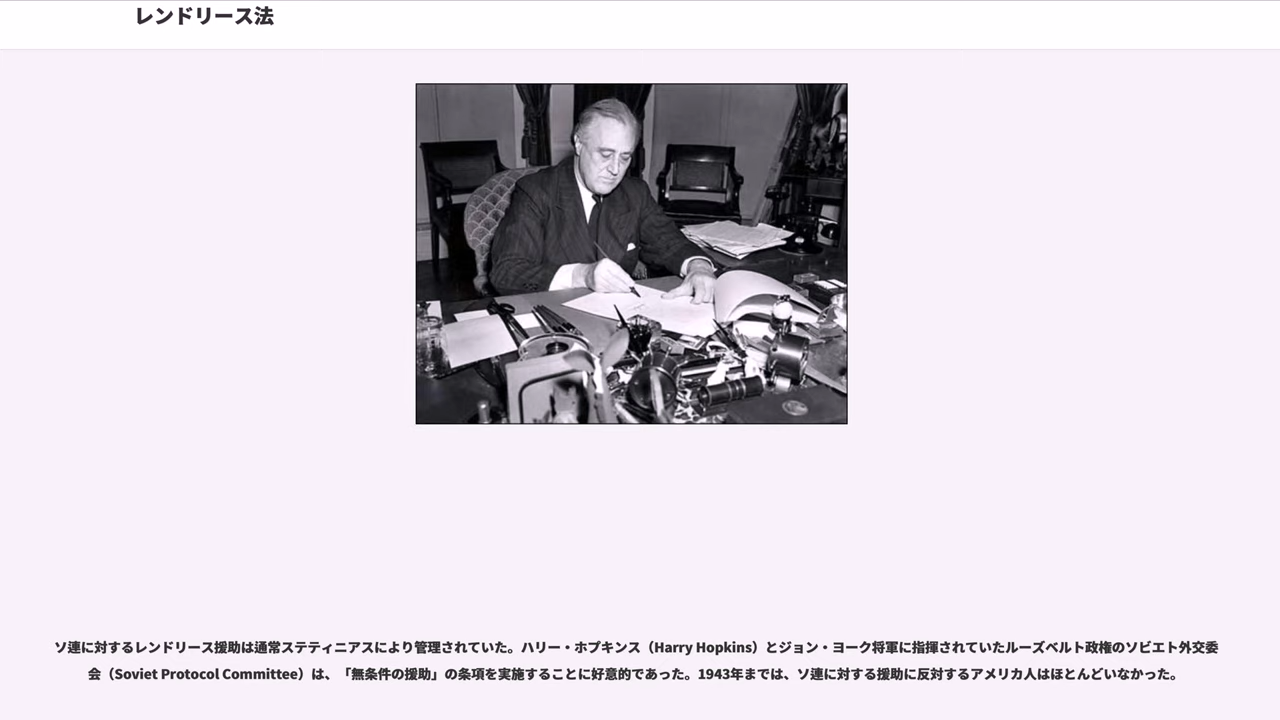 レンドリース法
ソ連に対するレンドリース援助は通常ステティニアスにより管理されていた。ハリー・ホプキンス（Harry Hopkins）とジョン・ヨーク将軍に指揮されていたルーズベルト政権のソビエト外交委
会（Soviet Protocol Committee）は、「無条件の援助」の条項を実施することに好意的であった。1943年までは、ソ連に対する援助に反対するアメリカ人はほとんどいなかった。